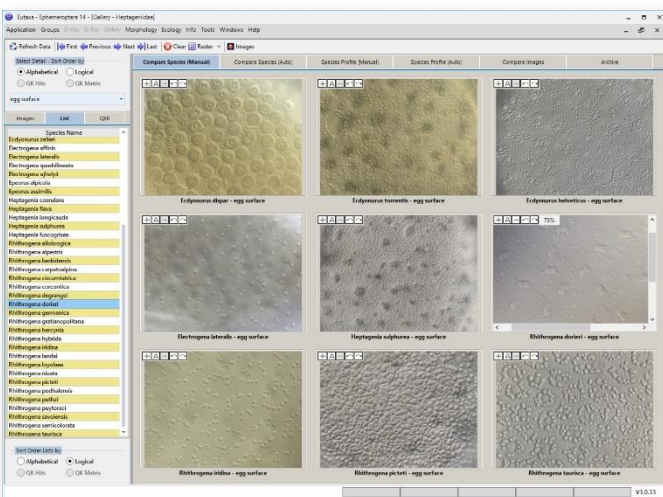 Eutaxa - Ephemeroptera 14 - [Gallery - Heptageniidae]
Application Groups D-Key Q-Key Gallery Morphology Ecology Info Tools Windows Help
Refresh Data First Previous Next Last Clear Raster Images
Select Detail - Sort Order by
Alphabetical Logical
QK Hits QK Matrix
egg surface
Images List QSR
Species Name
Ecdyonurus zelleri
Electrogena affinis
Electrogena lateralis
Electrogena quadrilineata
Electrogena ujhelyii
Epeorus alpicola
Epeorus assimilis
Heptagenia coerulans
Heptagenia flava
Heptagenia longicauda
Heptagenia sulphurea
Heptagenia fuscogrisea
Rhithrogena allobrogica
Rhithrogena alpestris
Rhithrogena beskidensis
Rhithrogena carpatoalpina
Rhithrogena circumtatrica
Rhithrogena corcontica
Rhithrogena degrangei
Rhithrogena dorieri
Rhithrogena germanica
Rhithrogena gratianopolitana
Rhithrogena hercynia
Rhithrogena hybrida
Rhithrogena iridina
Rhithrogena landai
Rhithrogena loyolaea
Rhithrogena nivata
Rhithrogena picteti
Rhithrogena podhalensis
Rhithrogena puthzi
Rhithrogena puytoraci
Rhithrogena savoiensis
Rhithrogena semicolorata
Rhithrogena taurisca
Sort Order Lists by
Alphabetical Logical
QK Hits QK Matrix
Compare Species (Manual) Compare Species (Auto) Species Profile (Manual) Species Profile (Auto) Compare Images Archive
Ecdyonurus dispar - egg surface
Ecdyonurus torrentis - egg surface
Ecdyonurus helveticus - egg surface
75%
Electrogena lateralis - egg surface
Heptagenia sulphurea - egg surface
Rhithrogena dorieri - egg surface
Rhithrogena iridina - egg surface
Rhithrogena picteti - egg surface
Rhithrogena taurisca - egg surface
V3.0.15